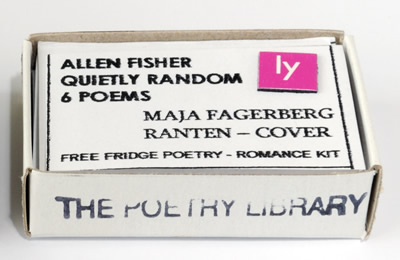 ALLEN FISHER
QUIETLY RANDOM
6 POEMS
ly
MAJA FAGERBERG
RANTEN – COVER
FREE FRIDGE POETRY - ROMANCE KIT
THE POETRY LIBRARY